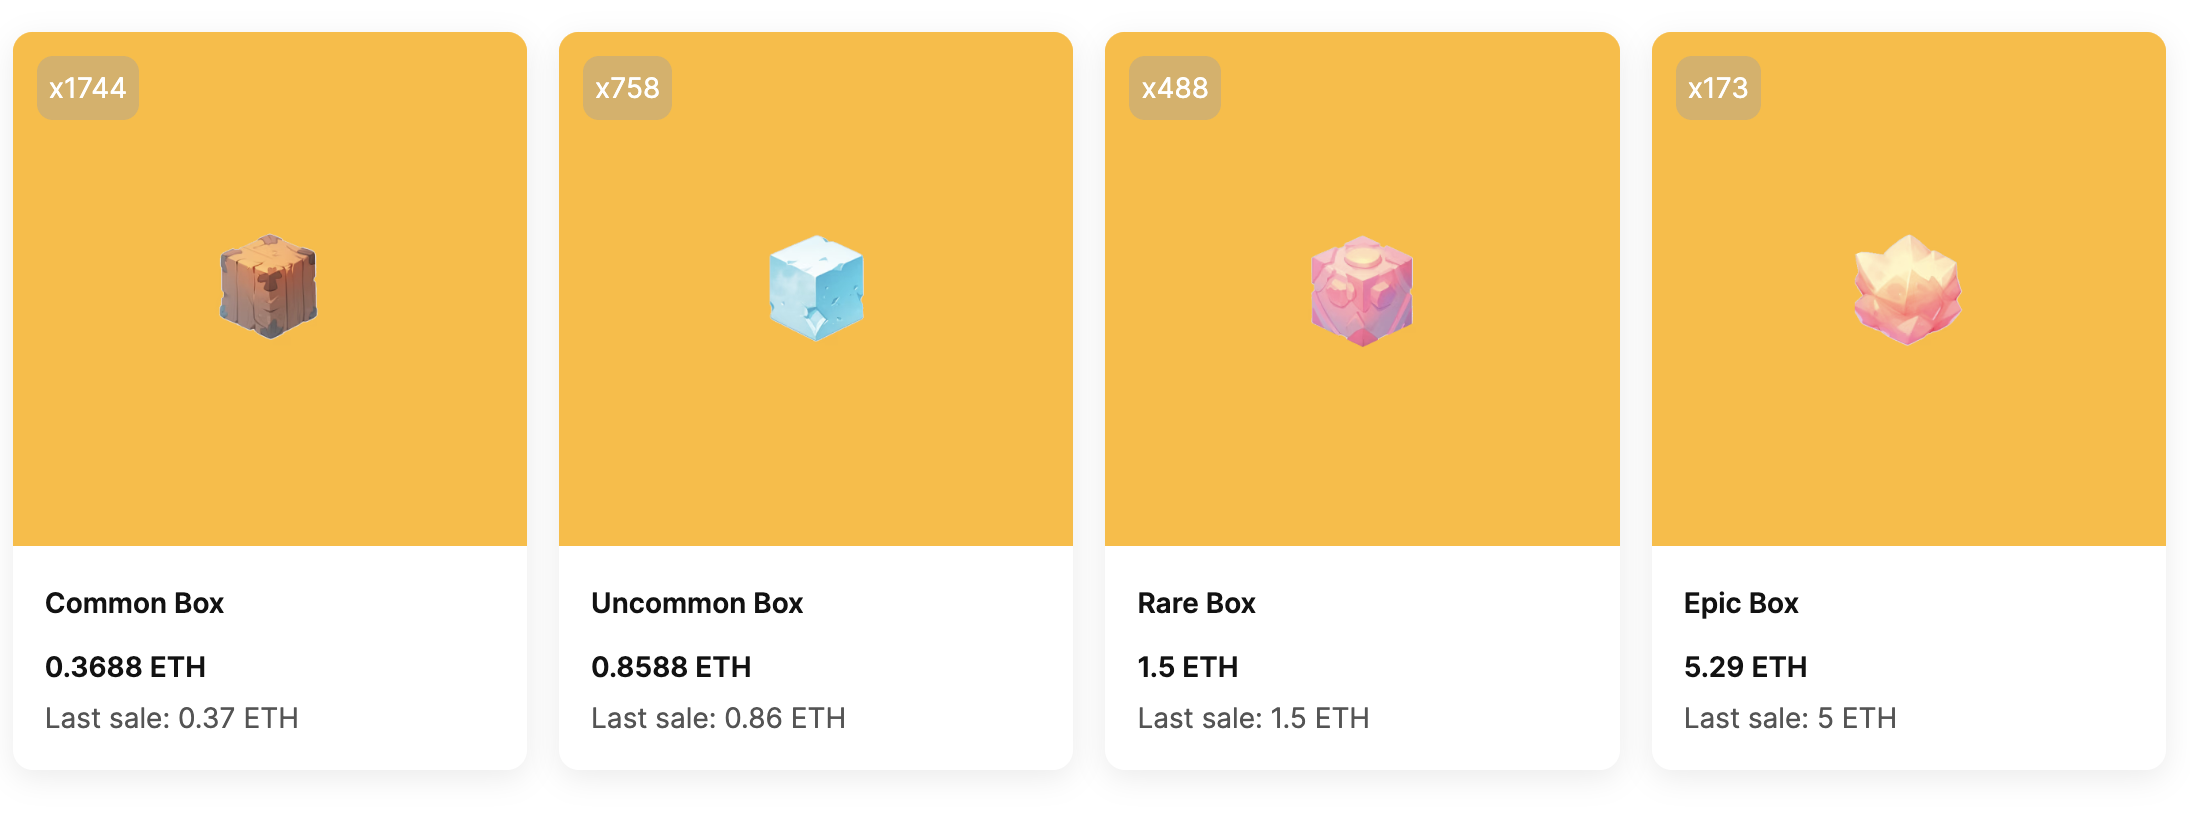 x1744
Common Box
0.3688 ETH
Last sale: 0.37 ETH
x758
Uncommon Box
0.8588 ETH
Last sale: 0.86 ETH
x488
Rare Box
1.5 ETH
Last sale: 1.5 ETH
x173
Epic Box
5.29 ETH
Last sale: 5 ETH